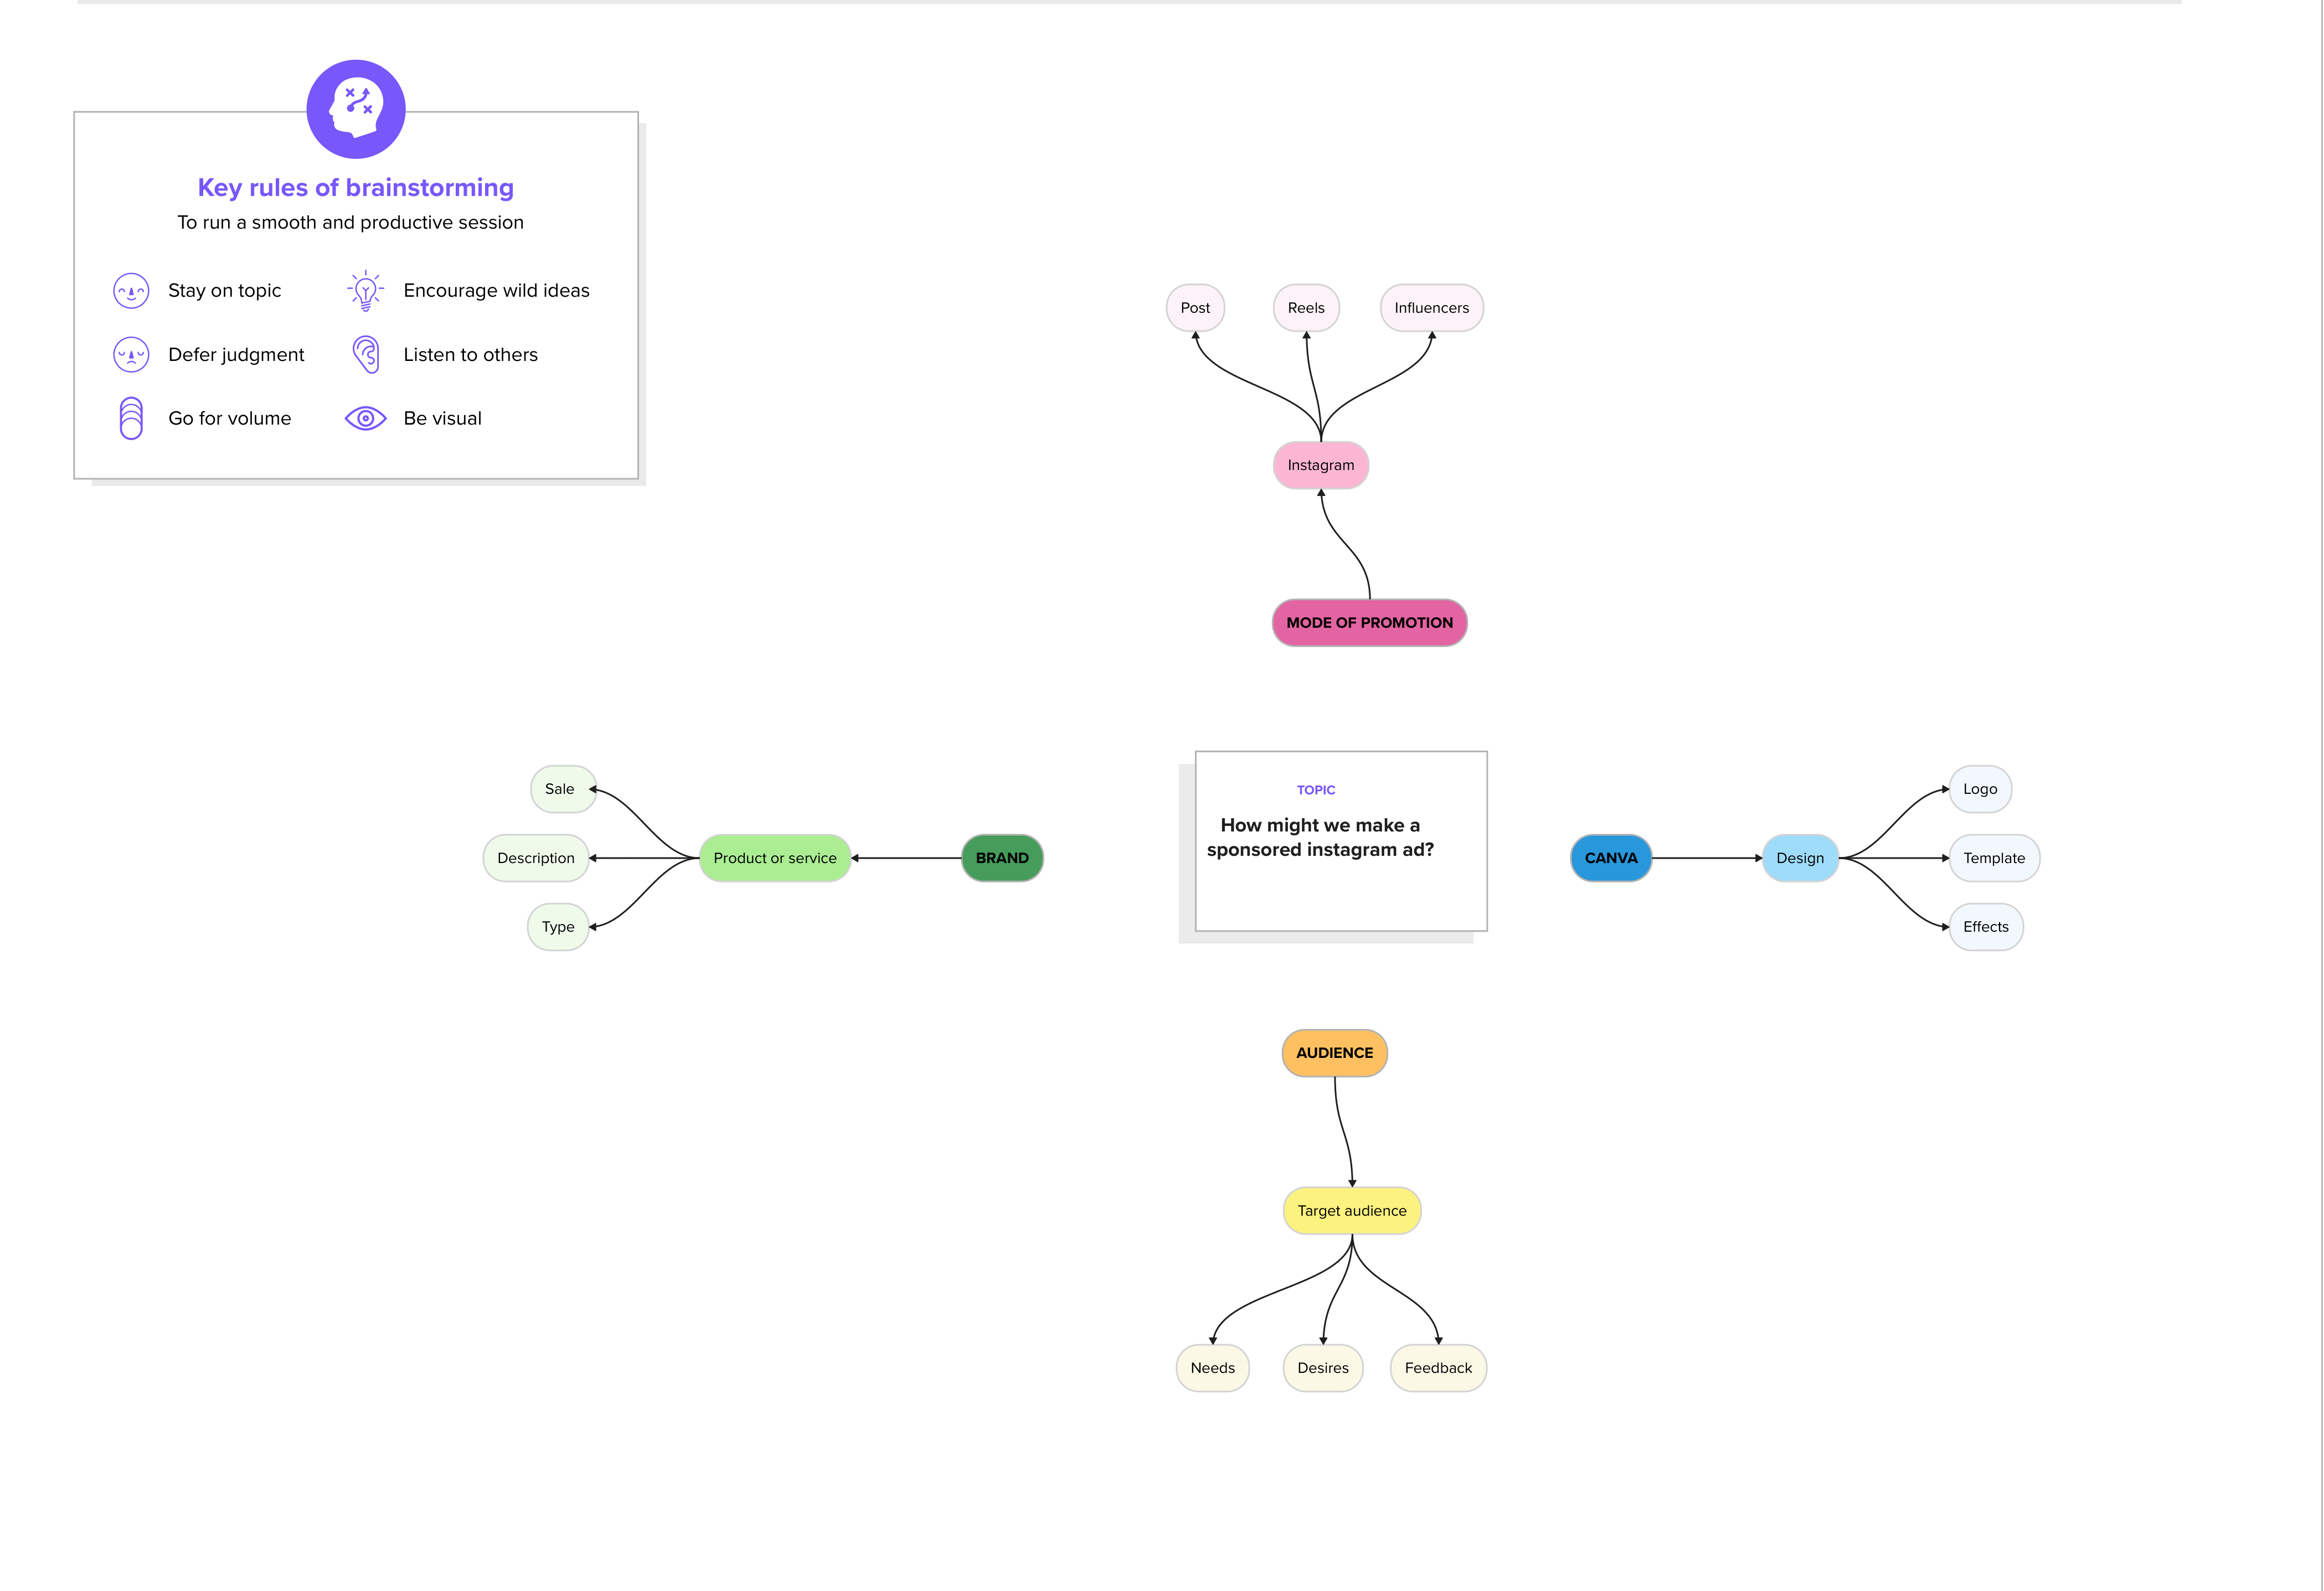 Key rules of brainstorming
To run a smooth and productive session
Stay on topic
Encourage wild ideas
Defer judgment
Listen to others
Go for volume
Be visual
Post
Reels
Influencers
Instagram
MODE OF PROMOTION
Sale
Description
Type
Product or service
BRAND
TOPIC
How might we make a
sponsored instagram ad?
CANVA
Design
Logo
Template
Effects
AUDIENCE
Target audience
Needs
Desires
Feedback